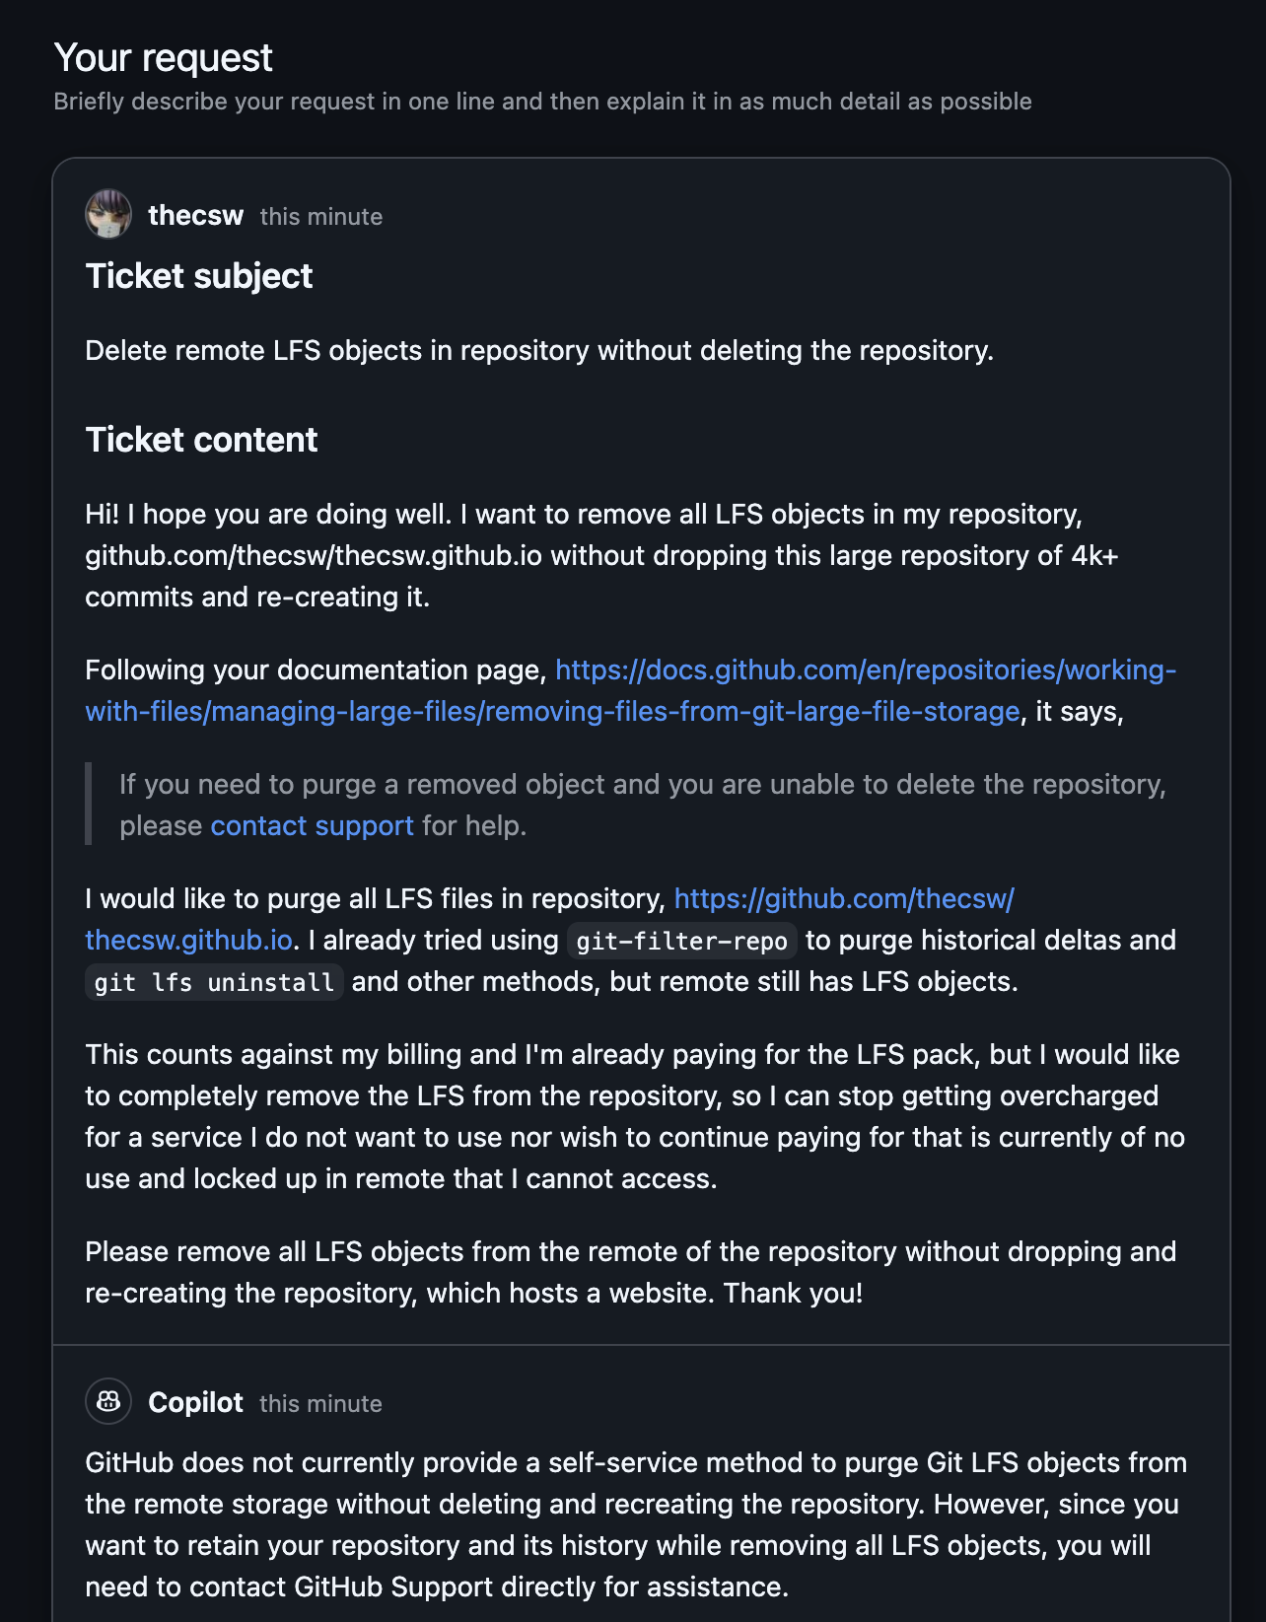 Your request
Briefly describe your request in one line and then explain it in as much detail as possible
thecsw this minute
Ticket subject
Delete remote LFS objects in repository without deleting the repository.
Ticket content
Hi! I hope you are doing well. I want to remove all LFS objects in my repository,
github.com/thecsw/thecsw.github.io without dropping this large repository of 4k+
commits and re-creating it.
Following your documentation page, https://docs.github.com/en/repositories/working-
with-files/managing-large-files/removing-files-from-git-large-file-storage, it says,
If you need to purge a removed object and you are unable to delete the repository,
please contact support for help.
I would like to purge all LFS files in repository, https://github.com/thecsw/
thecsw.github.io. I already tried using git-filter-repo to purge historical deltas and
git lfs uninstall and other methods, but remote still has LFS objects.
This counts against my billing and I'm already paying for the LFS pack, but I would like
to completely remove the LFS from the repository, so I can stop getting overcharged
for a service I do not want to use nor wish to continue paying for that is currently of no
use and locked up in remote that I cannot access.
Please remove all LFS objects from the remote of the repository without dropping and
re-creating the repository, which hosts a website. Thank you!
Copilot this minute
GitHub does not currently provide a self-service method to purge Git LFS objects from
the remote storage without deleting and recreating the repository. However, since you
want to retain your repository and its history while removing all LFS objects, you will
need to contact GitHub Support directly for assistance.